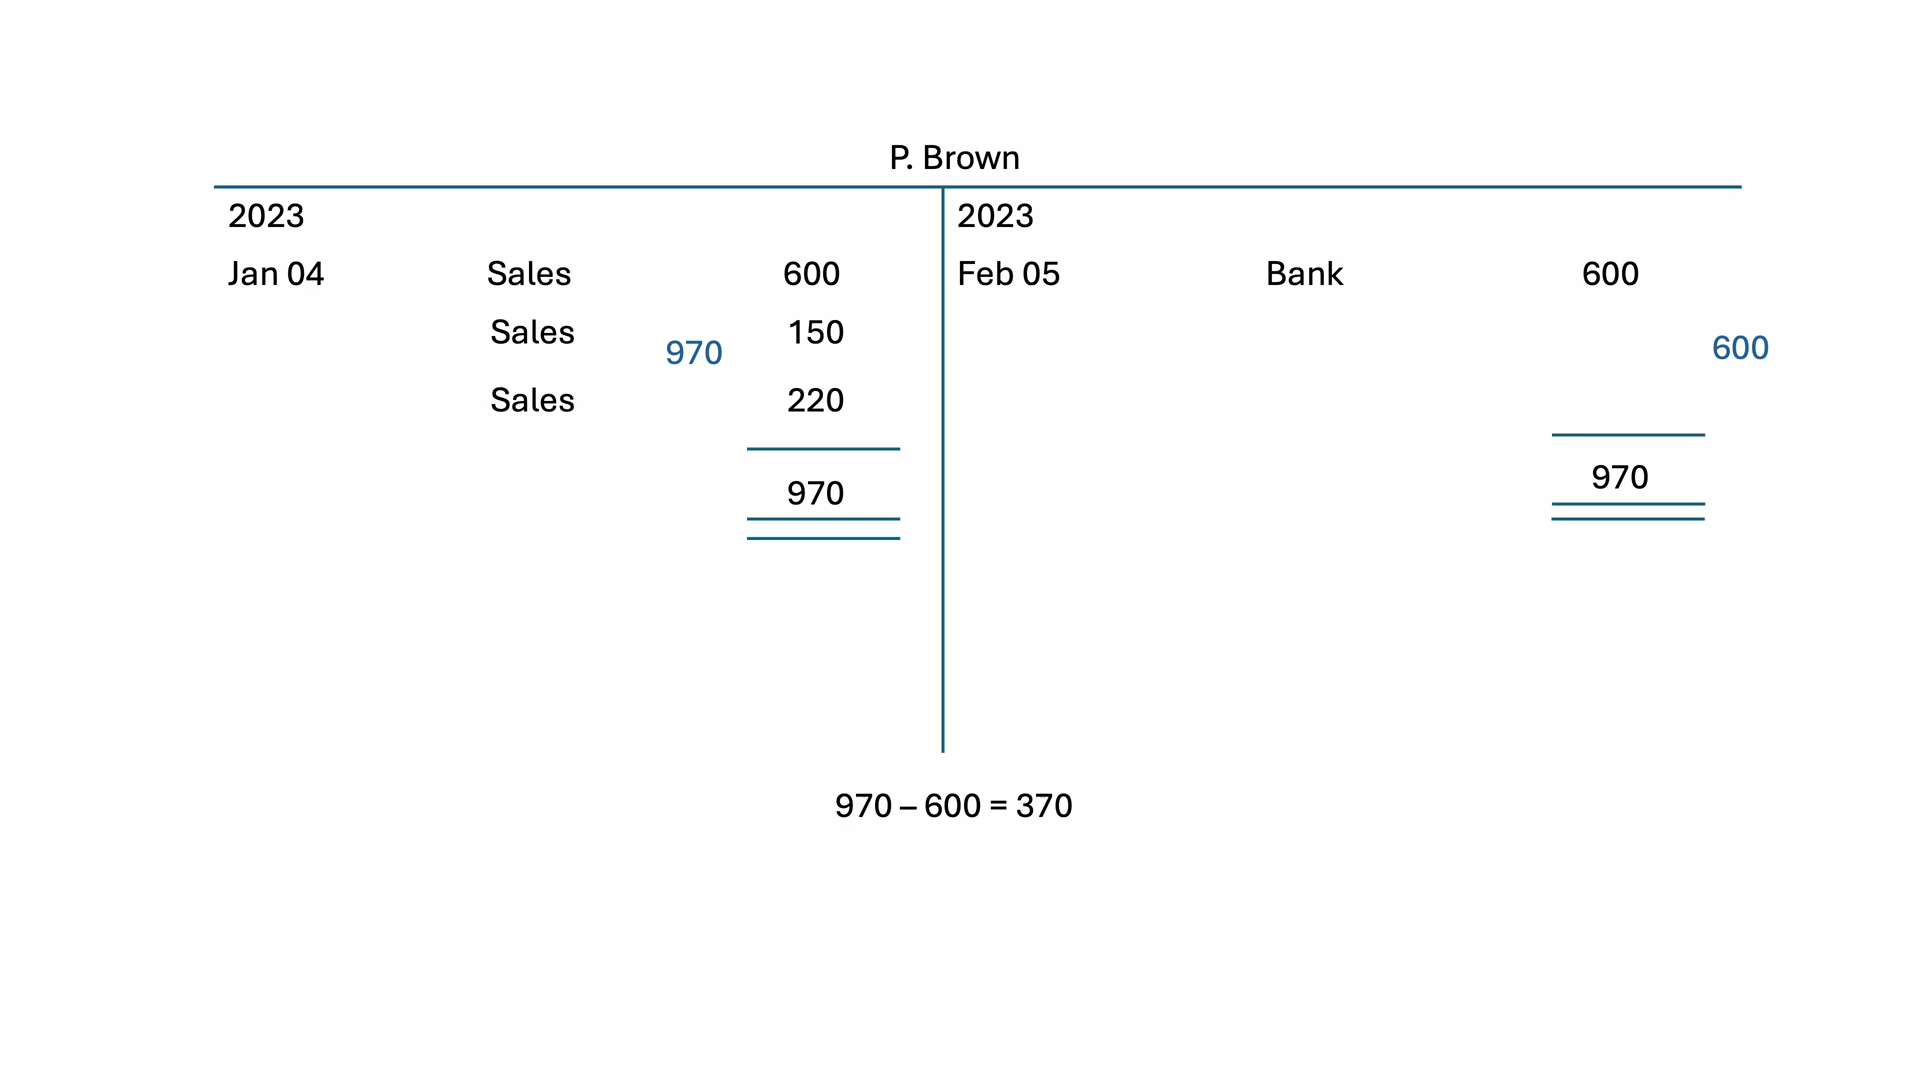 P. Brown
2023 2023
Jan 04 Sales 600 Feb 05 Bank 600
Sales 150
970 600
Sales 220
970 970
970 – 600 = 370